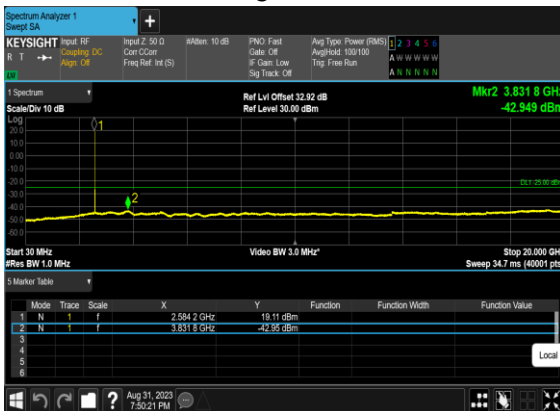 Spectrum Analyzer 1
Swept SA
+
KEYSIGHT Input: RF Input Z: 50 Ω #Atten: 10 dB PNO: Fast Avg Type: Power (RMS) 1 2 3 4 5 6
R T Coupling: DC Corr CCorr Gate: Off Avg|Hold: 100/100 A W W W W W
Align: Off Freq Ref: Int (S) IF Gain: Low Trig: Free Run
Sig Track: Off A N N N N N
LV
1 Spectrum Ref Lvl Offset 32.92 dB Mkr2 3.831 8 GHz
Scale/Div 10 dB Ref Level 30.00 dBm -42.949 dBm
Log
20.0
10.0
0.00
-10.0
-20.0
-30.0
-40.0
-50.0
-60.0
1
2
DL1 -25.00 dBm
Start 30 MHz Video BW 3.0 MHz* Stop 20.000 GH
#Res BW 1.0 MHz Sweep 34.7 ms (40001 pts
5 Marker Table
Mode Trace Scale X Y Function Function Width Function Value
1 N 1 f 2.584 2 GHz 19.11 dBm
2 N 1 f 3.831 8 GHz -42.95 dBm
3
4
5
6
Local
? Aug 31, 2023
7:50:21 PM